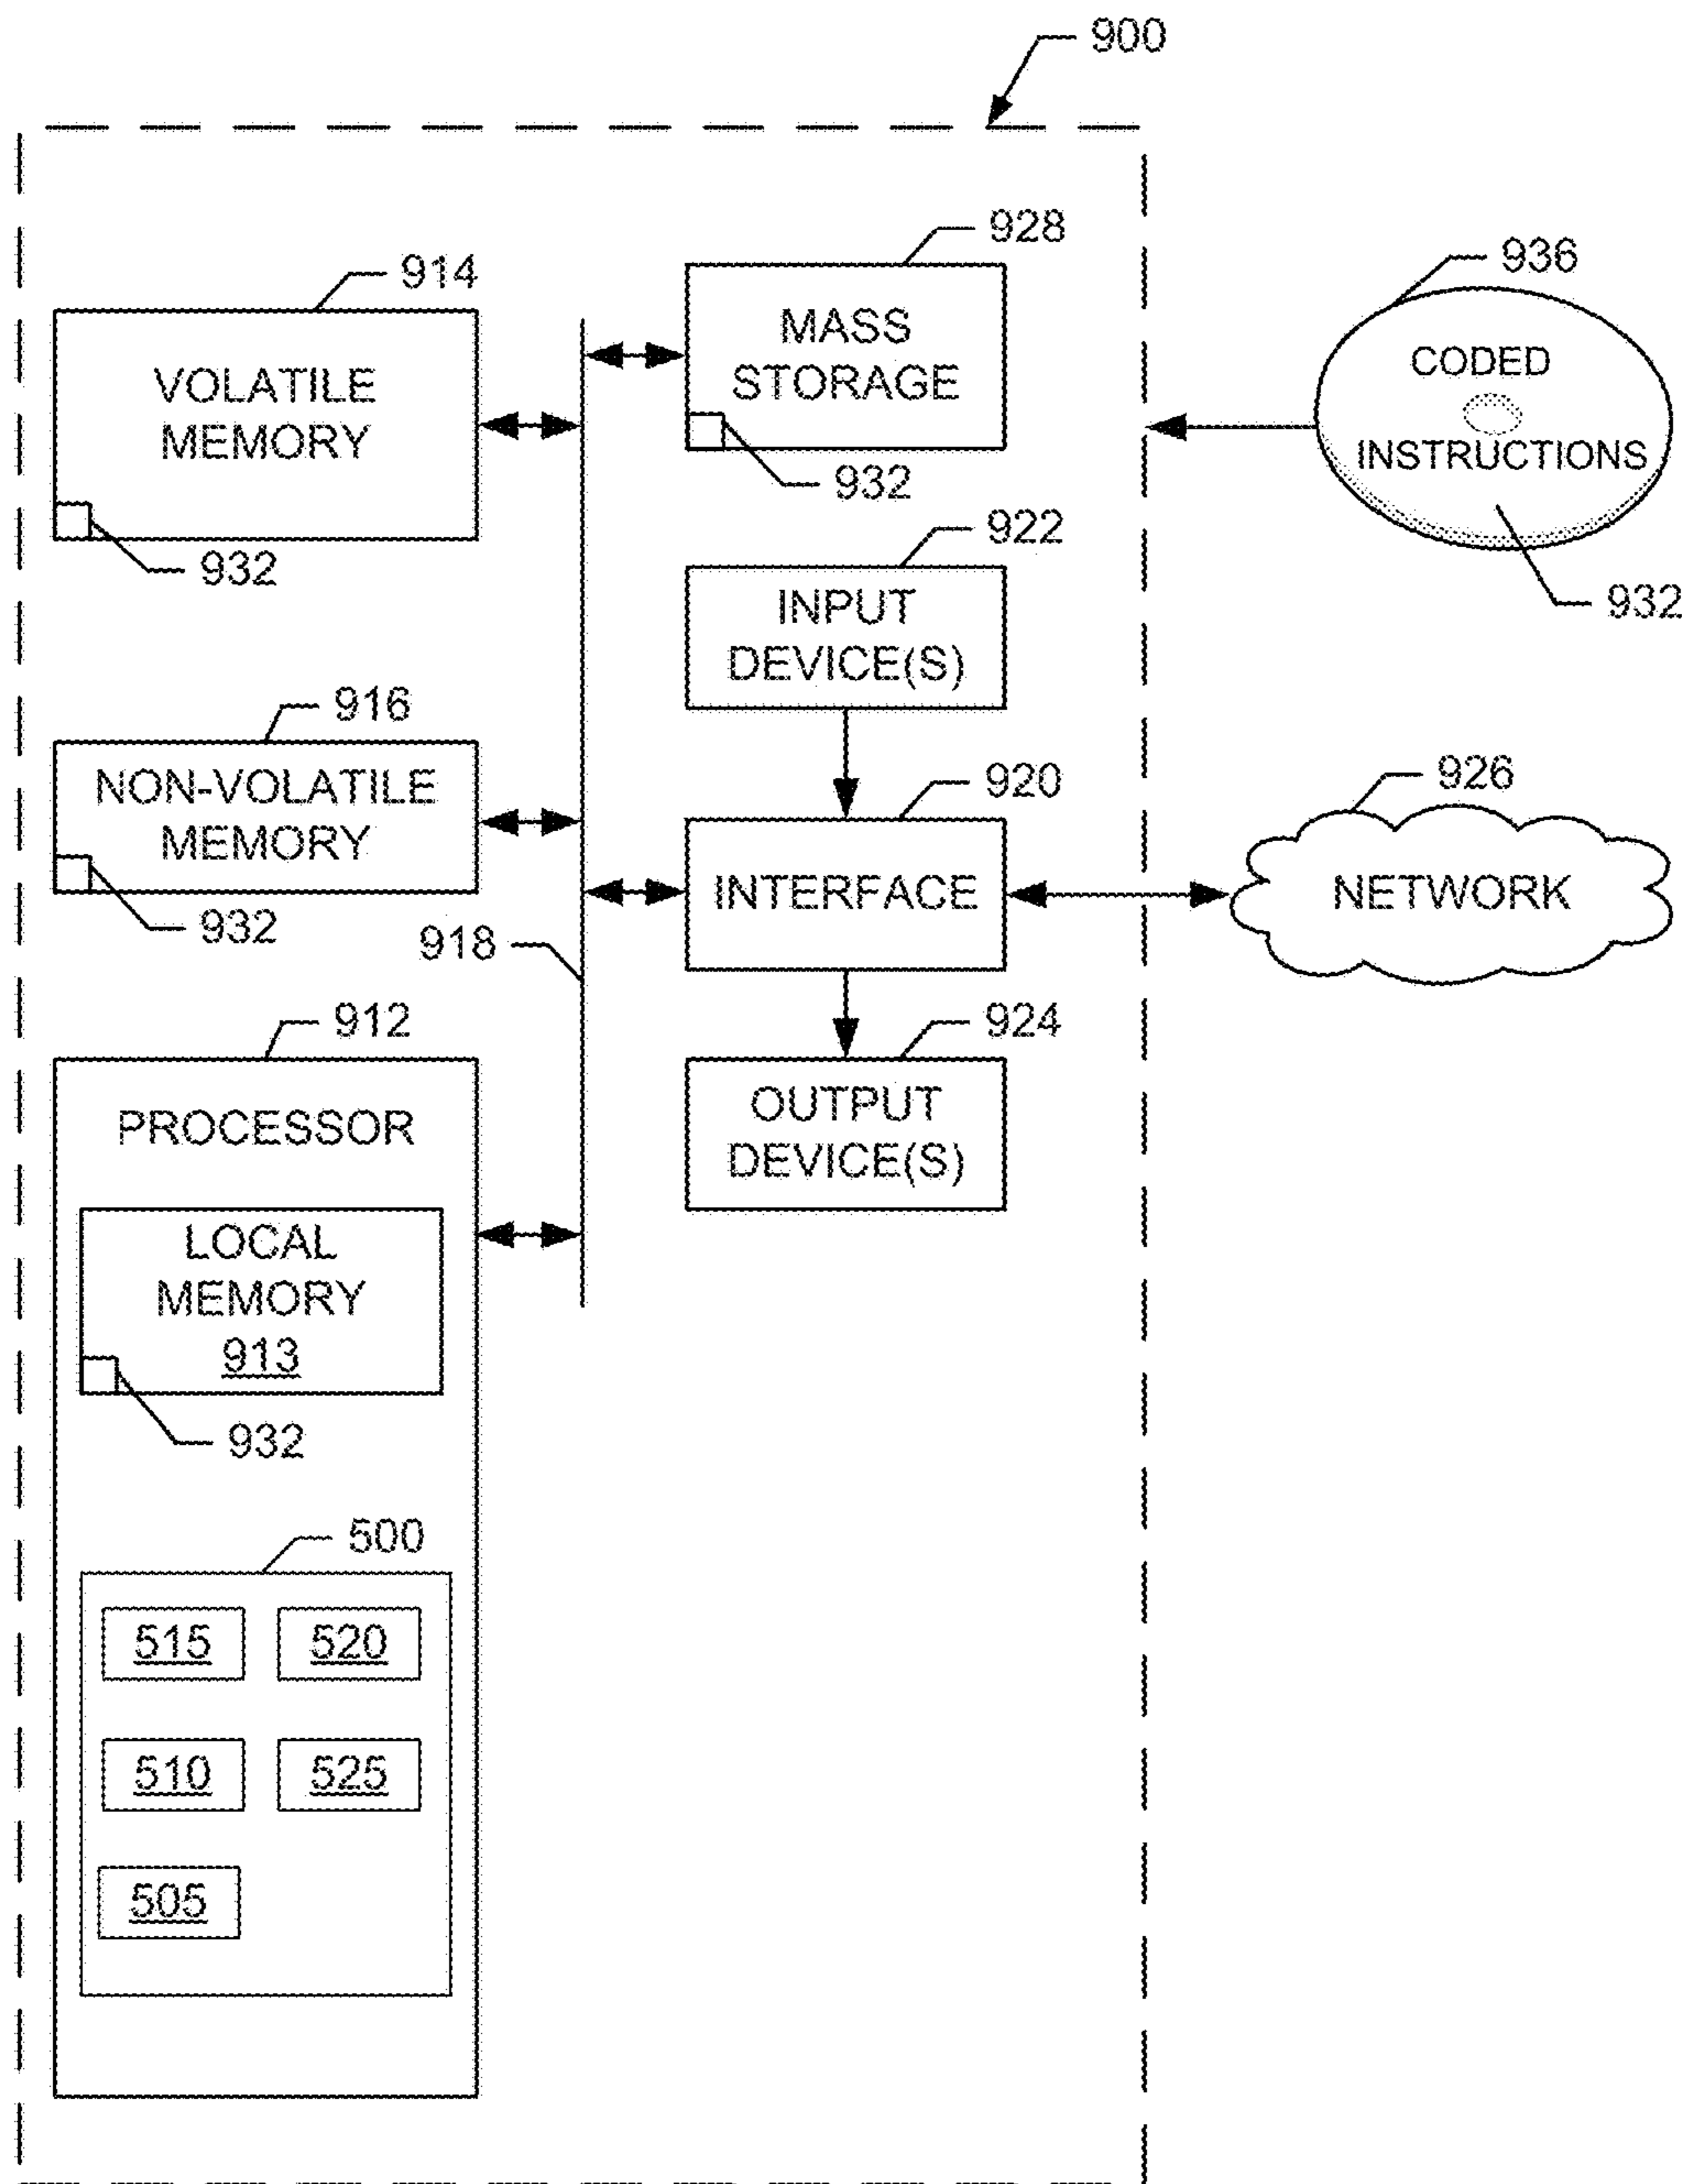 900
928
914
936
MASS
STORAGE
VOLATILE
MEMORY
CODED
INSTRUCTIONS
932
932
932
922
INPUT
DEVICE(S)
916
NON-VOLATILE
MEMORY
932
920
INTERFACE
926
NETWORK
918
912
924
PROCESSOR
OUTPUT
DEVICE(S)
LOCAL
MEMORY
913
932
500
515
520
510
525
505